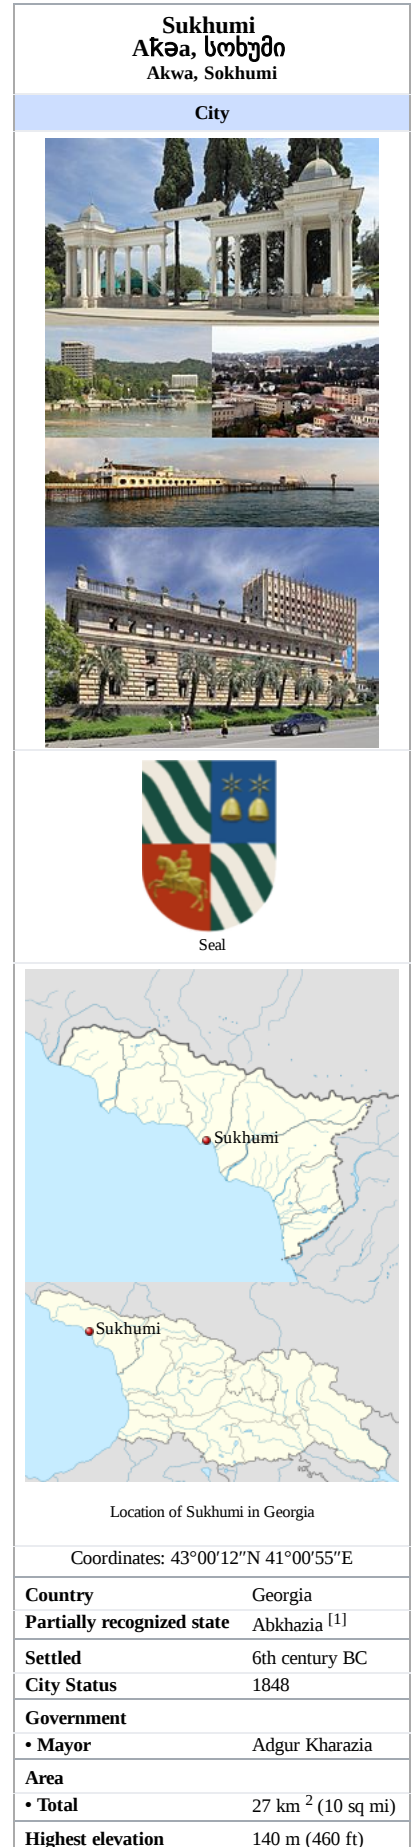 Sukhumi
Аҟәа, სოხუმი
Akwa, Sokhumi
City
Seal
Sukhumi
Sukhumi
Location of Sukhumi in Georgia
Coordinates: 43°00′12″N 41°00′55″E
Country Georgia
Partially recognized state Abkhazia [1]
Settled 6th century BC
City Status 1848
Government
• Mayor Adgur Kharazia
Area
• Total 27 km 2 (10 sq mi)
Highest elevation 140 m (460 ft)